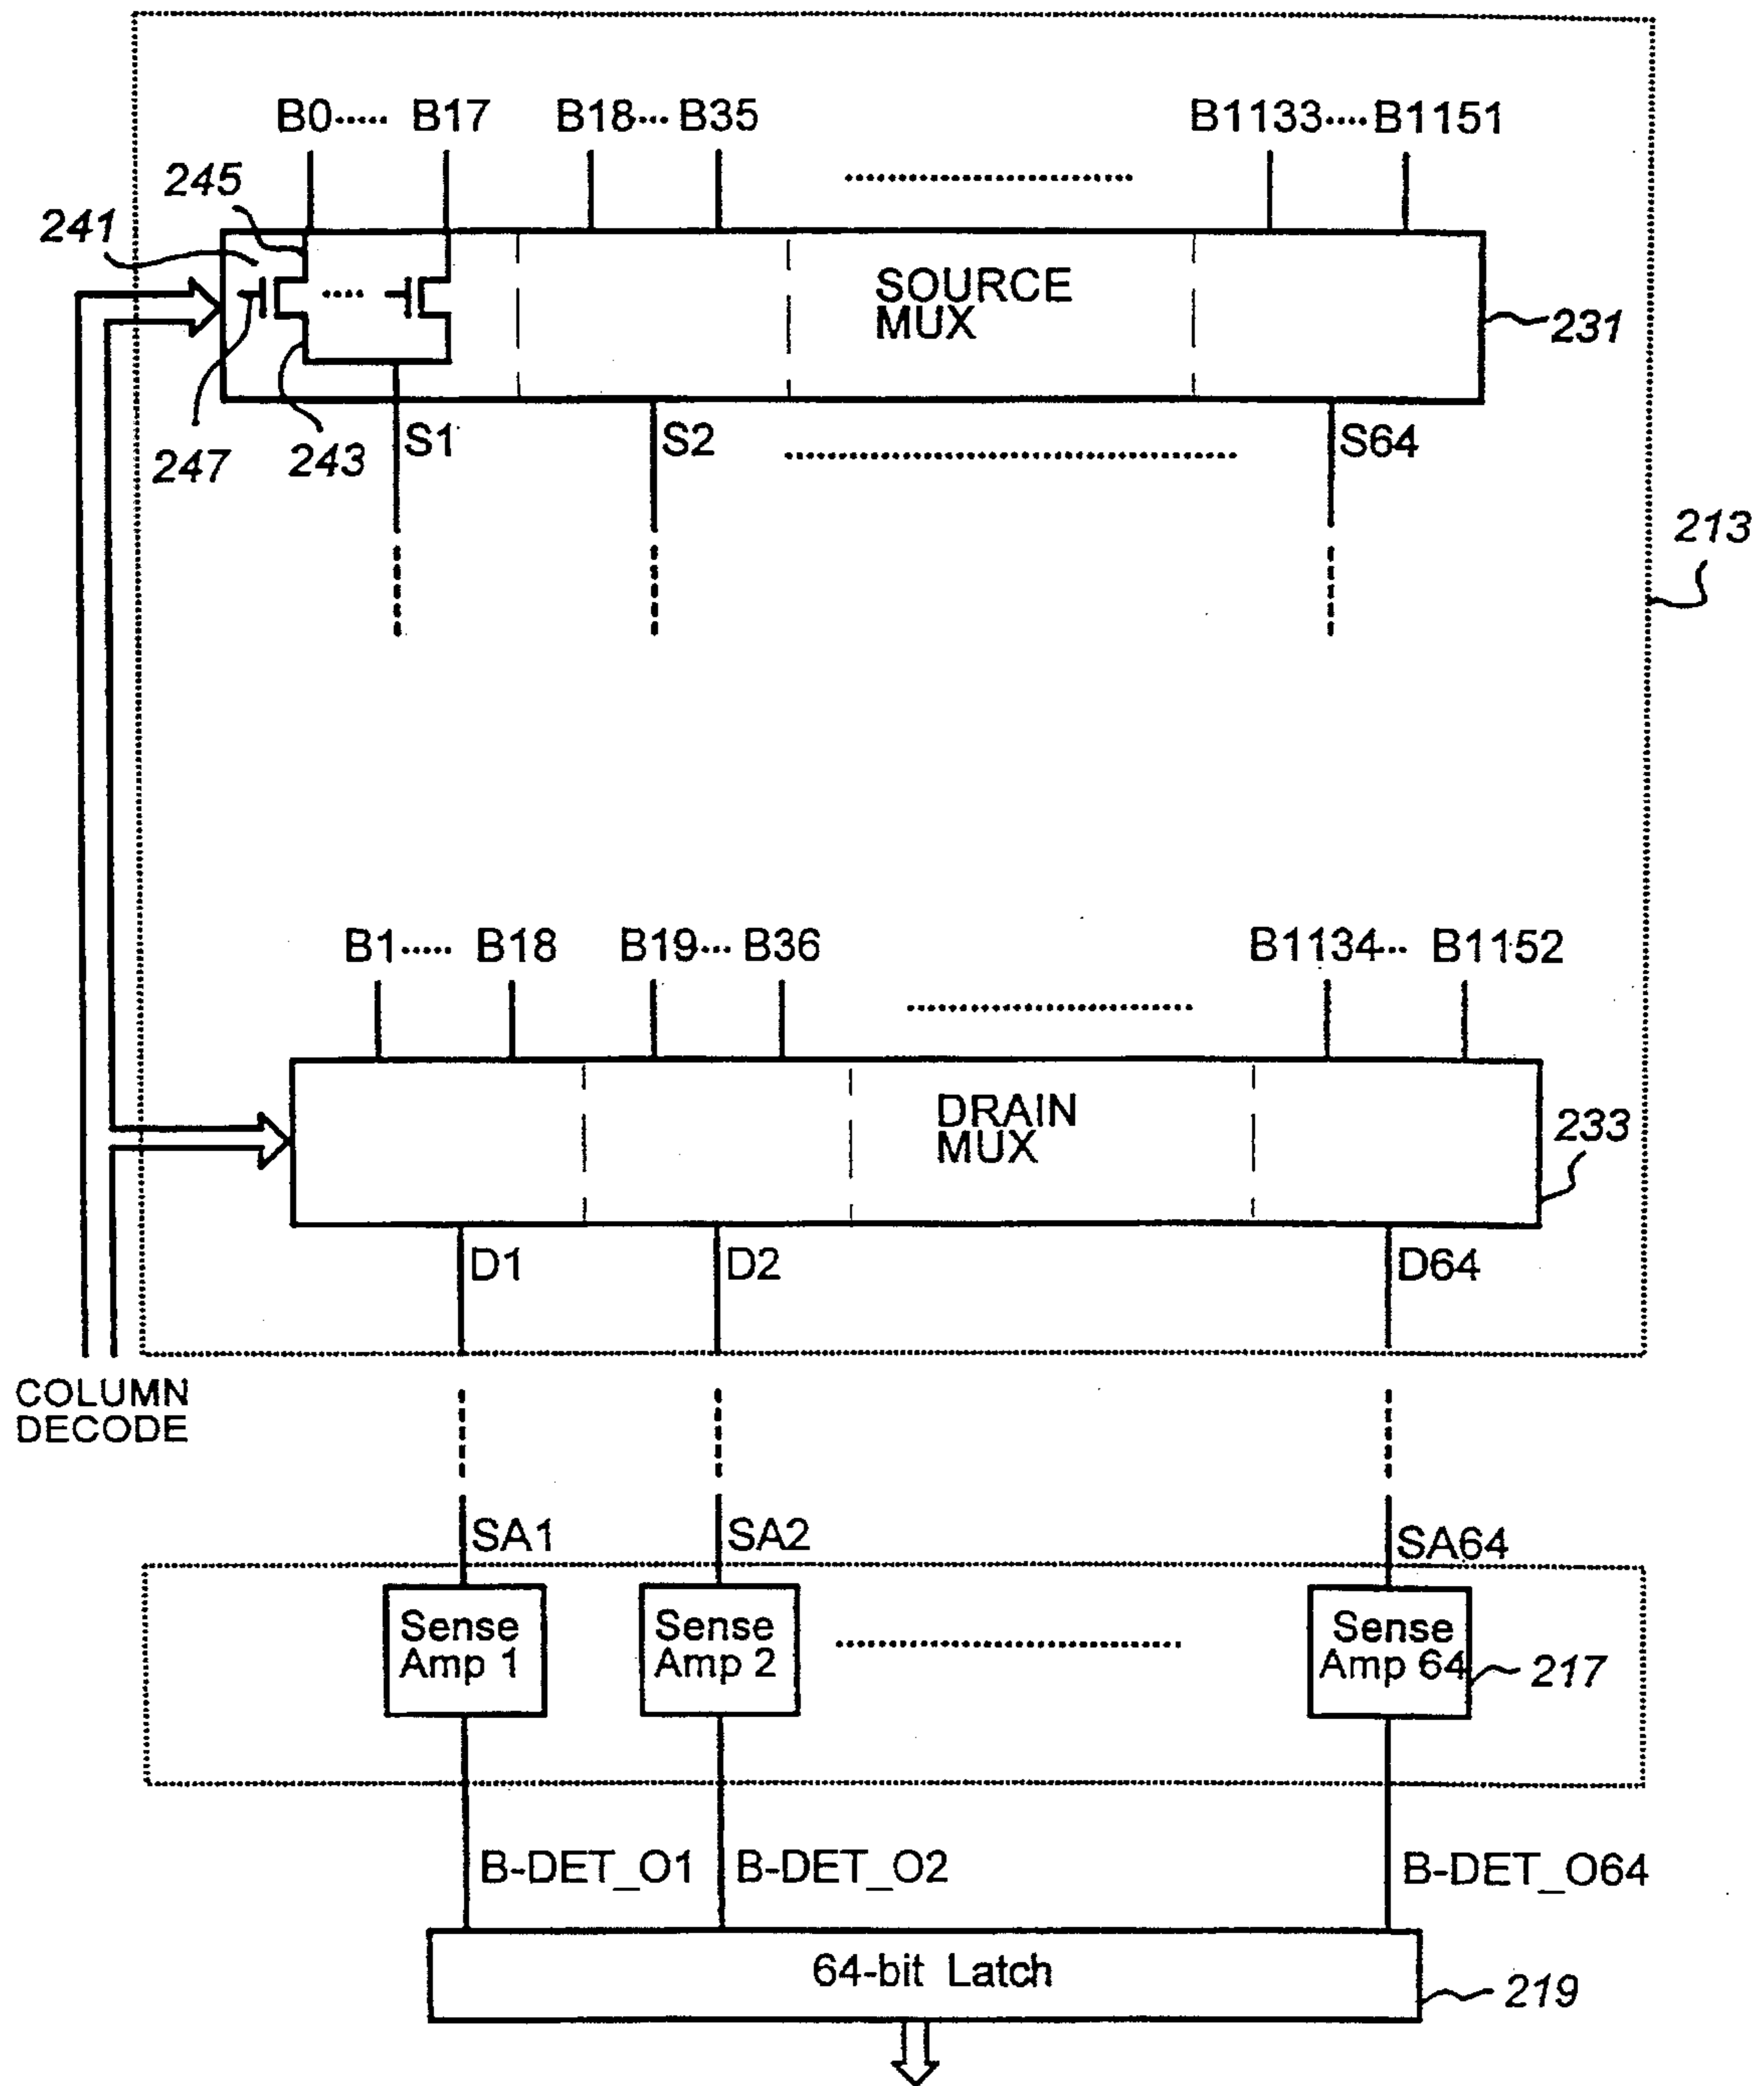 B0····· B17 B18··· B35 B1133···· B1151
245
241
SOURCE
MUX
231
247 243 S1 S2 S64
213
B1····· B18 B19··· B36 B1134··· B1152
DRAIN
MUX
233
D1 D2 D64
COLUMN
DECODE
SA1 SA2 SA64
Sense
Amp 1
Sense
Amp 2
Sense
Amp 64
217
B-DET_O1 B-DET_O2 B-DET_O64
64-bit Latch
219